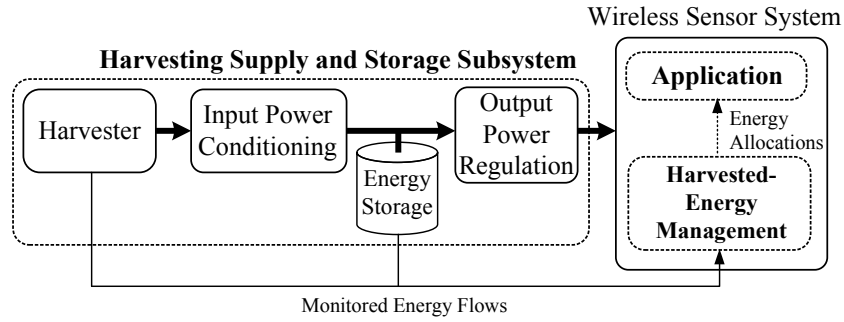 Wireless Sensor System
Harvesting Supply and Storage Subsystem
Harvester
Input Power
Conditioning
Output
Power
Regulation
Energy
Storage
Application
Energy
Allocations
Harvested-
Energy
Management
Monitored Energy Flows